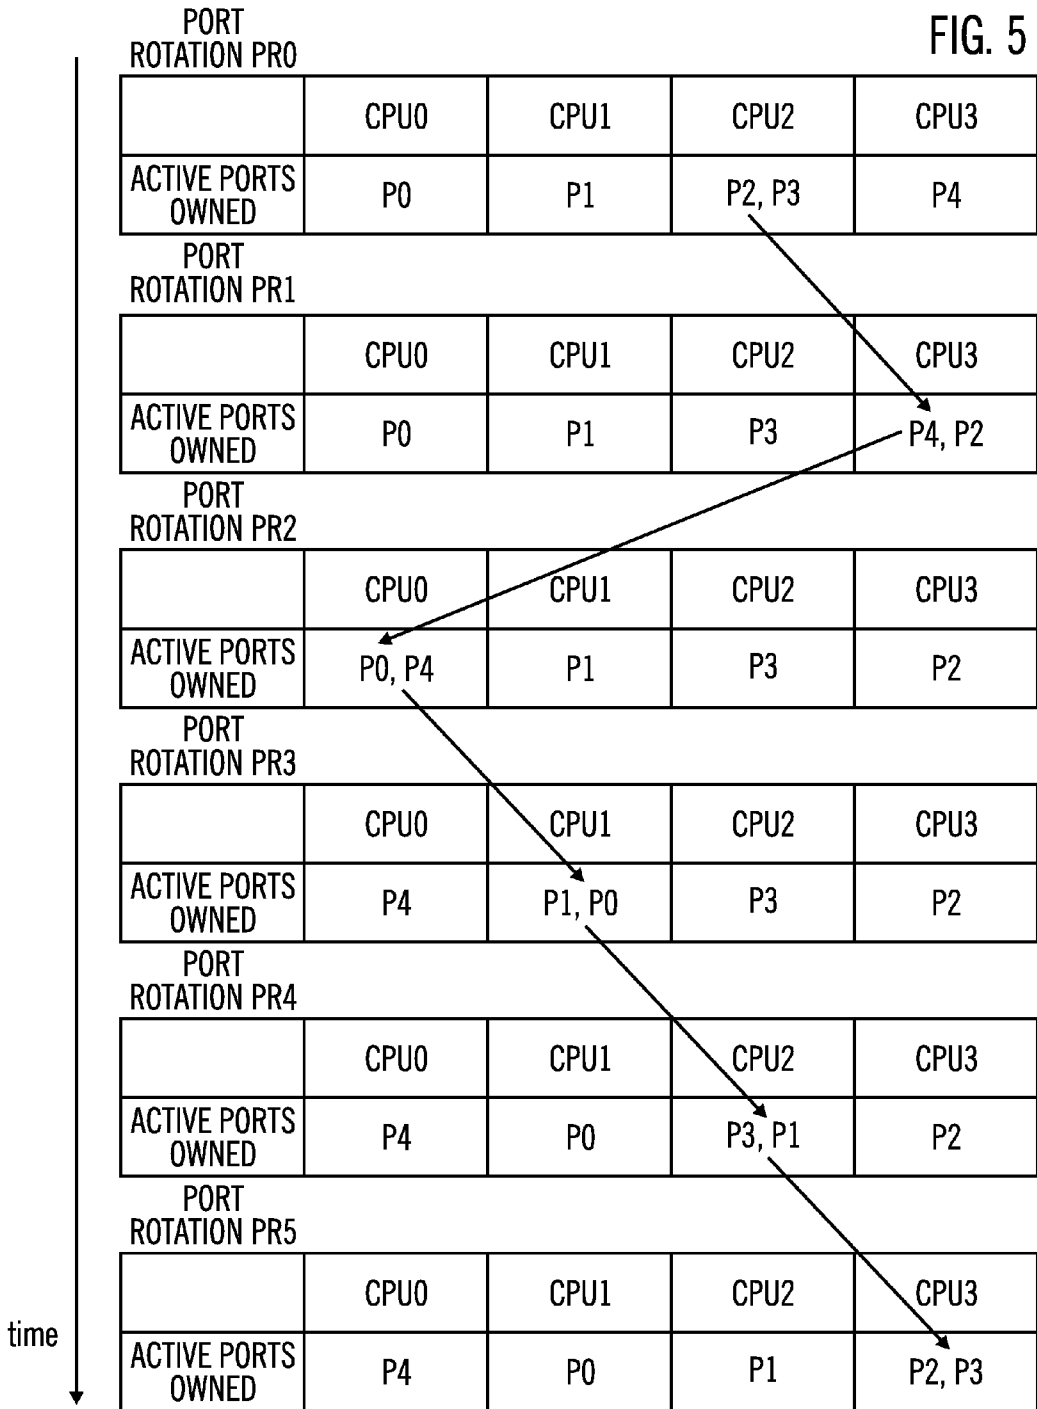 FIG. 5
PORT
ROTATION PR0
CPU0 CPU1 CPU2 CPU3
ACTIVE PORTS
OWNED P0 P1 P2, P3 P4
PORT
ROTATION PR1
CPU0 CPU1 CPU2 CPU3
ACTIVE PORTS
OWNED P0 P1 P3 P4, P2
PORT
ROTATION PR2
CPU0 CPU1 CPU2 CPU3
ACTIVE PORTS
OWNED P0, P4 P1 P3 P2
PORT
ROTATION PR3
CPU0 CPU1 CPU2 CPU3
ACTIVE PORTS
OWNED P4 P1, P0 P3 P2
PORT
ROTATION PR4
CPU0 CPU1 CPU2 CPU3
ACTIVE PORTS
OWNED P4 P0 P3, P1 P2
PORT
ROTATION PR5
CPU0 CPU1 CPU2 CPU3
time
ACTIVE PORTS
OWNED P4 P0 P1 P2, P3